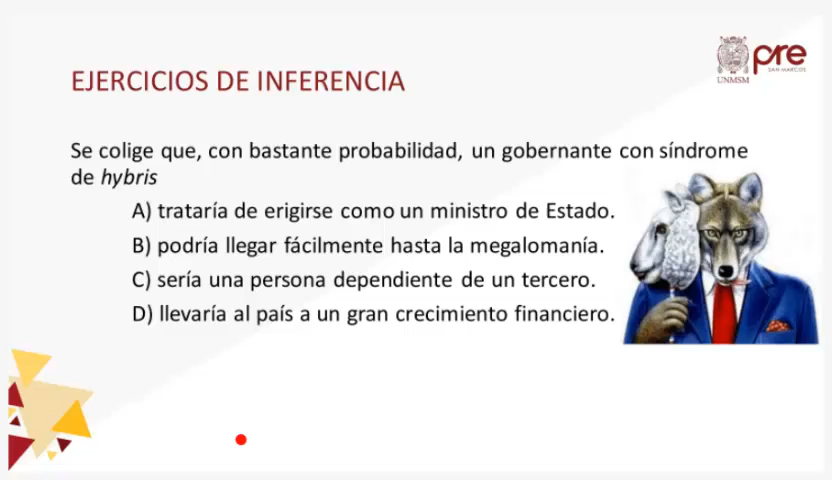 pre
SAN MARCOS
UNMSM
EJERCICIOS DE INFERENCIA
Se colige que, con bastante probabilidad, un gobernante con síndrome
de hybris
A) trataría de erigirse como un ministro de Estado.
B) podría llegar fácilmente hasta la megalomanía.
C) sería una persona dependiente de un tercero.
D) llevaría al país a un gran crecimiento financiero.